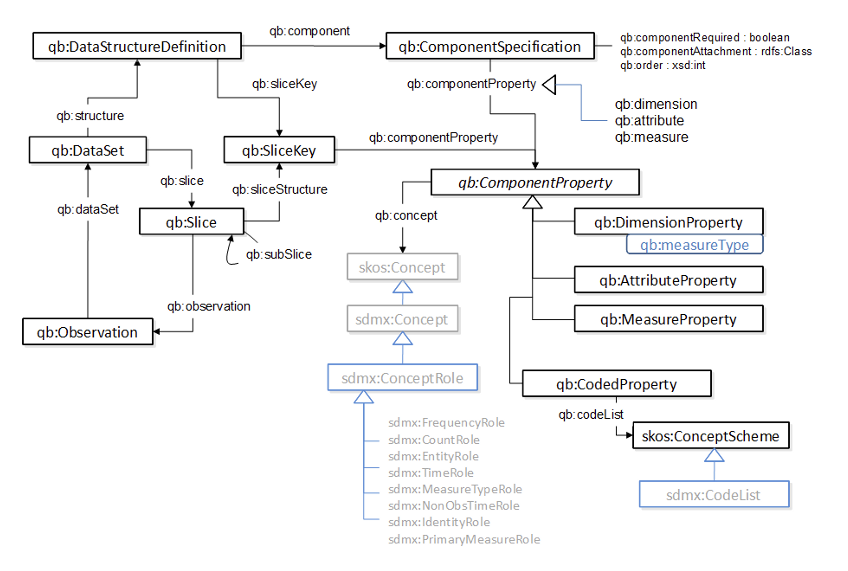 qb:component
qb:DataStructureDefinition
qb:ComponentSpecification
qb:componentRequired : boolean
qb:componentAttachment : rdfs:Class
qb:order : xsd:int
qb:sliceKey
qb:componentProperty
qb:dimension
qb:attribute
qb:measure
qb:structure
qb:DataSet
qb:SliceKey
qb:componentProperty
qb:slice
qb:sliceStructure
qb:ComponentProperty
qb:dataSet
qb:Slice
qb:concept
qb:DimensionProperty
qb:measureType
qb:subSlice
skos:Concept
qb:AttributeProperty
qb:observation
sdmx:Concept
qb:MeasureProperty
qb:Observation
sdmx:ConceptRole
qb:CodedProperty
qb:codeList
sdmx:FrequencyRole
sdmx:CountRole
sdmx:EntityRole
sdmx:TimeRole
sdmx:MeasureTypeRole
sdmx:NonObsTimeRole
sdmx:IdentityRole
sdmx:PrimaryMeasureRole
skos:ConceptScheme
sdmx:CodeList